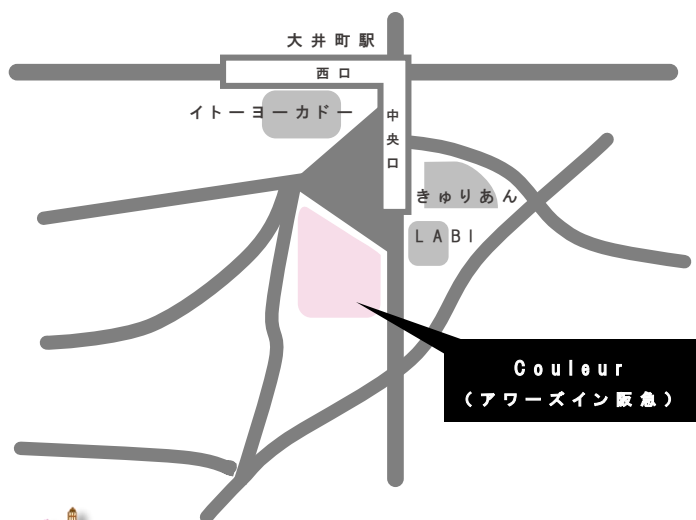 大井町駅
西口
イトーヨーカドー
中央口
きゅりあん
LABI
Couleur
(アワーズイン阪急)